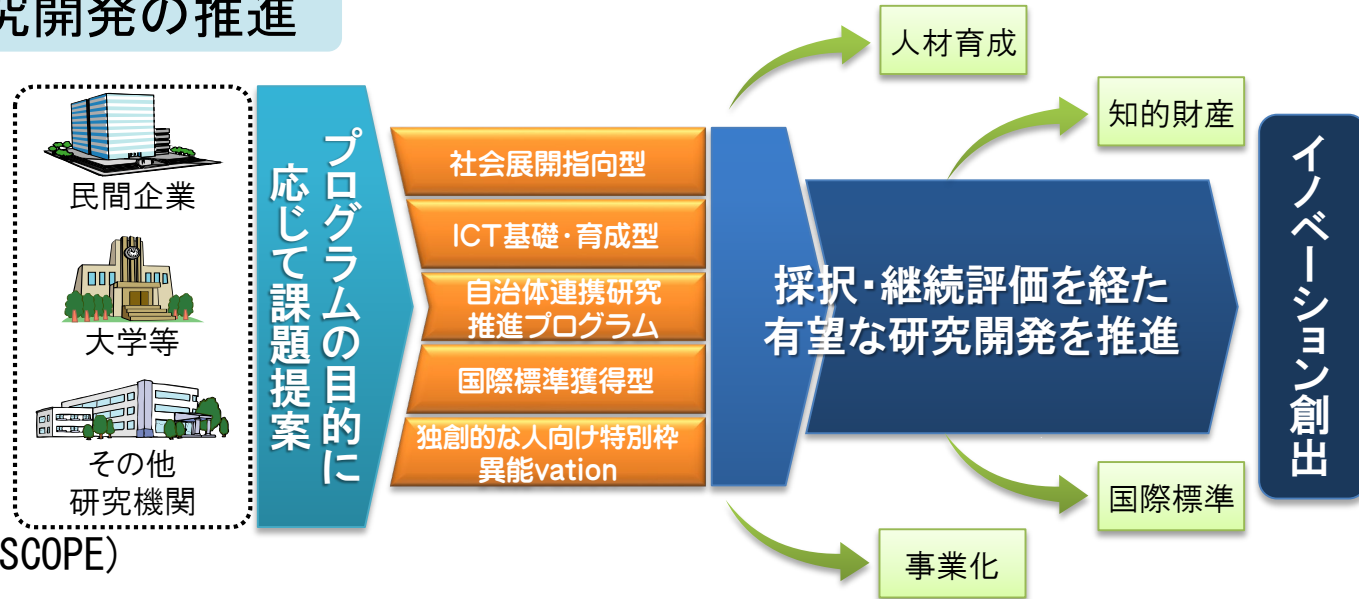 究開発の推進
民間企業
大学等
その他
研究機関
SCOPE)
プログラムの目的に
応じて課題提案
社会展開指向型
ICT基礎・育成型
自治体連携研究
推進プログラム
国際標準獲得型
独創的な人向け特別枠
異能vation
採択・継続評価を経た
有望な研究開発を推進
人材育成
知的財産
国際標準
事業化
イノベーション創出